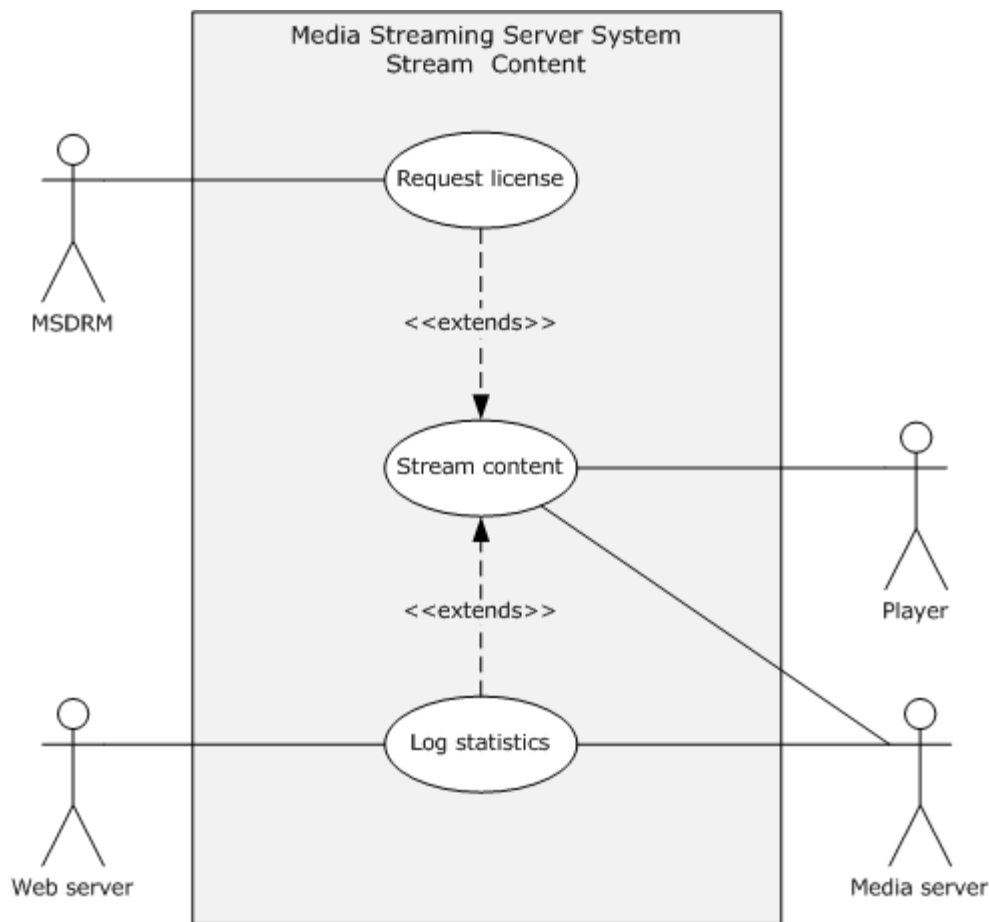 Media Streaming Server System
Stream Content
Request license
MSDRM
<<extends>>
Stream content
Player
<<extends>>
Log statistics
Web server
Media server